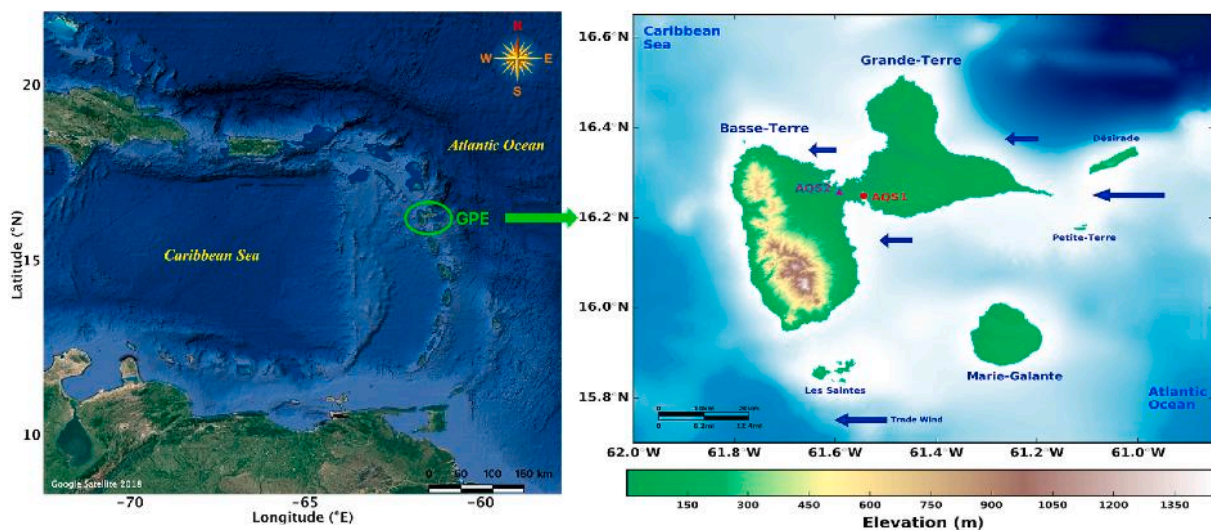 N
W
E
S
20
15
10
Latitude (°N)
Atlantic Ocean
GPE
Caribbean Sea
Google Satellite 2018
0 50 100 150 km
-70
-65
-60
Longitude (°E)
16.6°N
16.4°N
16.2°N
16.0°N
15.8°N
Caribbean
Sea
Grande-Terre
Basse-Terre
Désirade
AQS2
AQS1
Petite-Terre
Les Saintes
Marie-Galante
Atlantic
Ocean
Trade Wind
62.0°W
61.8°W
61.6°W
61.4°W
61.2°W
61.0°W
150 300 450 600 750 900 1050 1200 1350
Elevation (m)